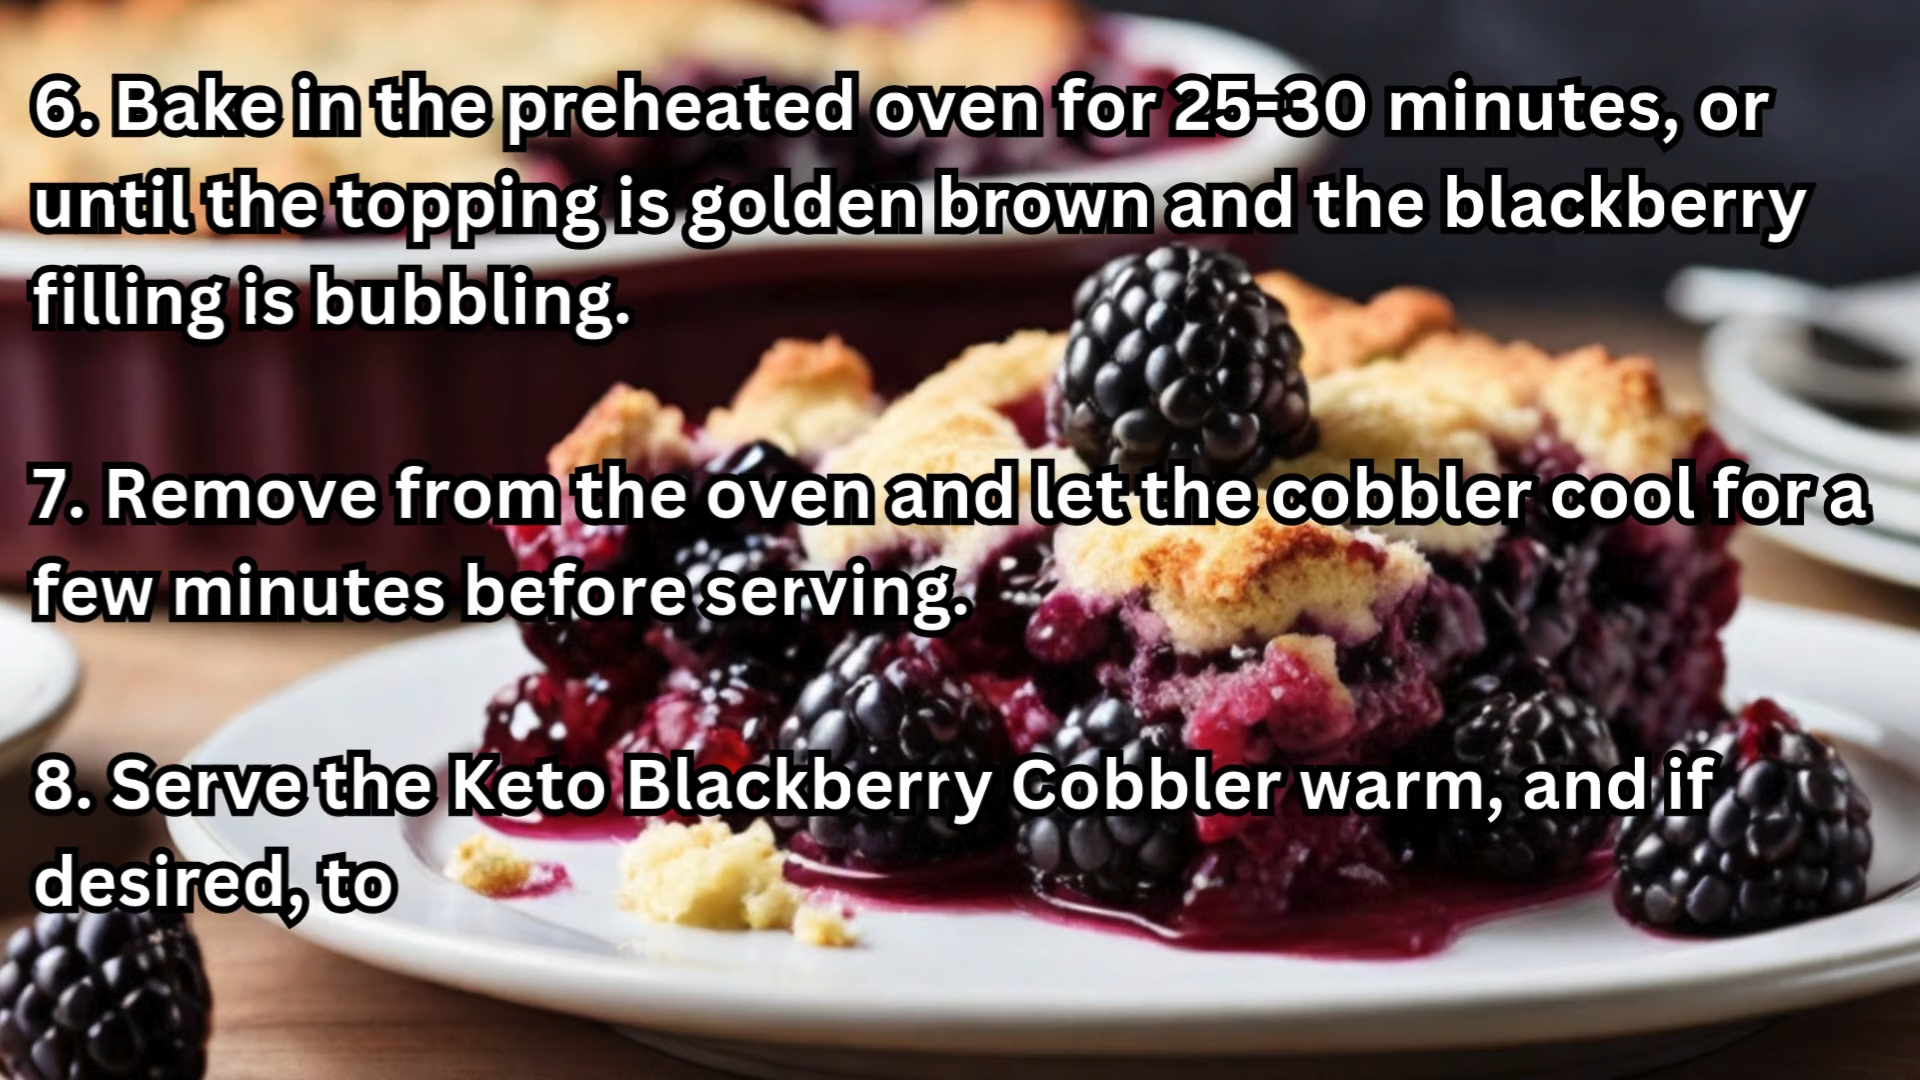 6. Bake in the preheated oven for 25-30 minutes, or
until the topping is golden brown and the blackberry
filling is bubbling.
7. Remove from the oven and let the cobbler cool for a
few minutes before serving.
8. Serve the Keto Blackberry Cobbler warm, and if
desired, to